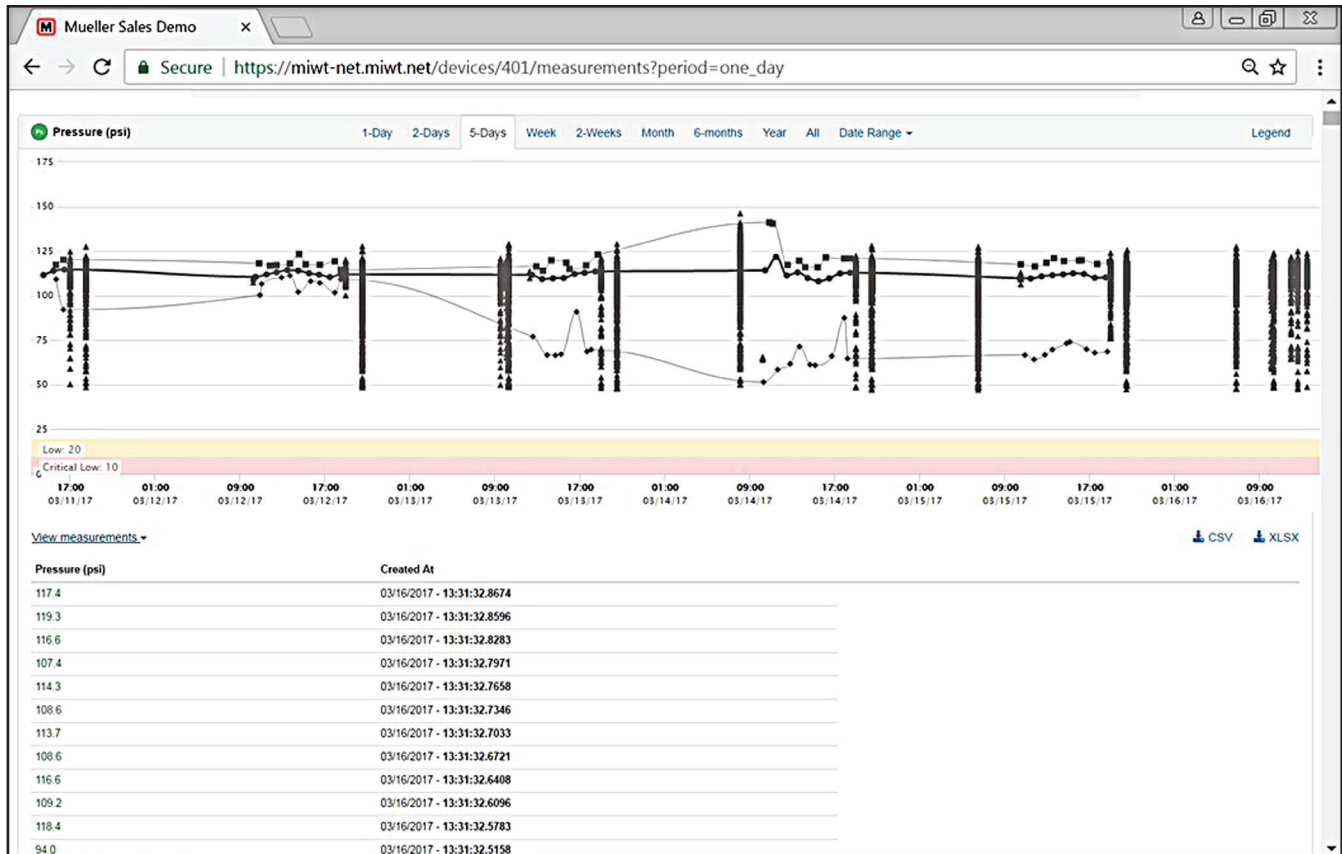 M Mueller Sales Demo ×
Secure | https://miwt-net.miwt.net/devices/401/measurements?period=one_day
Pressure (psi) 1-Day 2-Days 5-Days Week 2-Weeks Month 6-months Year All Date Range Legend
175
150
125
100
75
50
25
Low: 20
Critical Low: 10
0
17:00 01:00 09:00 17:00 01:00 09:00 17:00 01:00 09:00 17:00 01:00 09:00 17:00 01:00 09:00
03/11/17 03/12/17 03/12/17 03/12/17 03/13/17 03/13/17 03/13/17 03/14/17 03/14/17 03/14/17 03/15/17 03/15/17 03/15/17 03/16/17 03/16/17
View measurements CSV XLSX
Pressure (psi) Created At
117.4 03/16/2017 - 13:31:32.8674
119.3 03/16/2017 - 13:31:32.8596
116.6 03/16/2017 - 13:31:32.8283
107.4 03/16/2017 - 13:31:32.7971
114.3 03/16/2017 - 13:31:32.7658
108.6 03/16/2017 - 13:31:32.7346
113.7 03/16/2017 - 13:31:32.7033
108.6 03/16/2017 - 13:31:32.6721
116.6 03/16/2017 - 13:31:32.6408
109.2 03/16/2017 - 13:31:32.6096
118.4 03/16/2017 - 13:31:32.5783
94.0 03/16/2017 - 13:31:32.5158